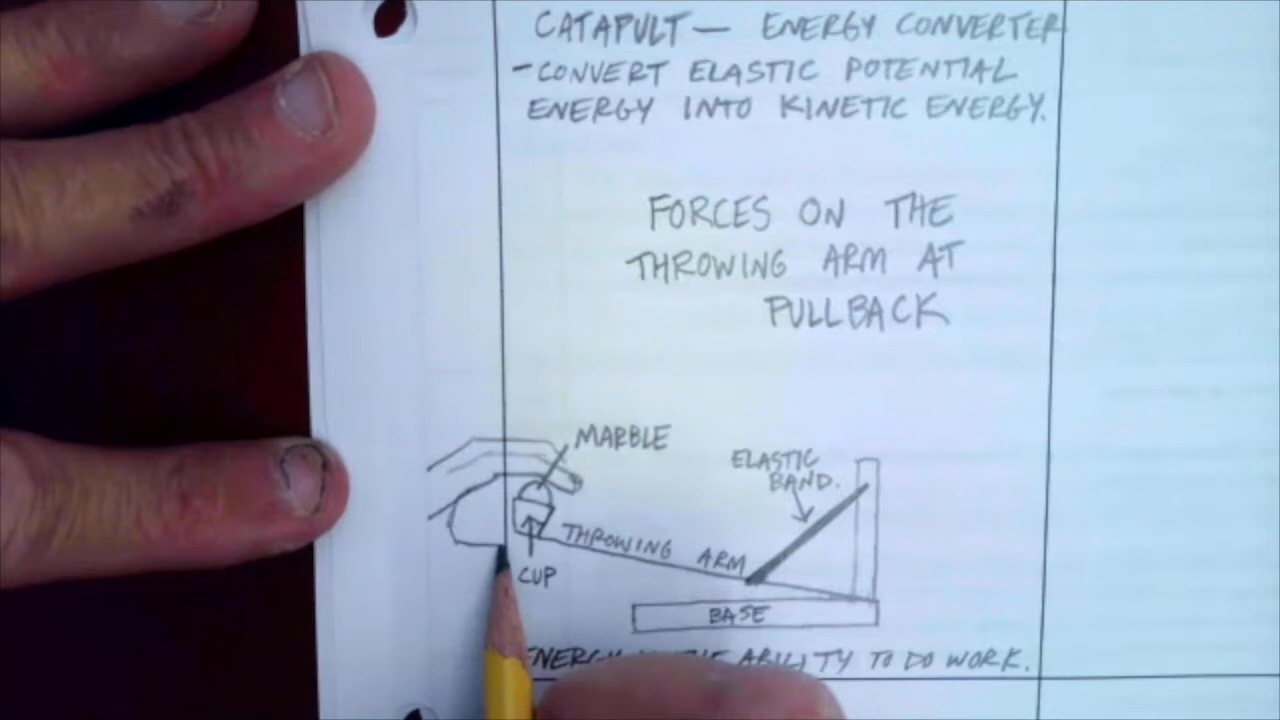 CATAPULT — ENERGY CONVERTER
- CONVERT ELASTIC POTENTIAL
ENERGY INTO KINETIC ENERGY.
FORCES ON THE
THROWING ARM AT
PULLBACK
MARBLE
ELASTIC
BAND.
THROWING ARM
CUP
BASE
ENERGY ABILITY TO DO WORK.